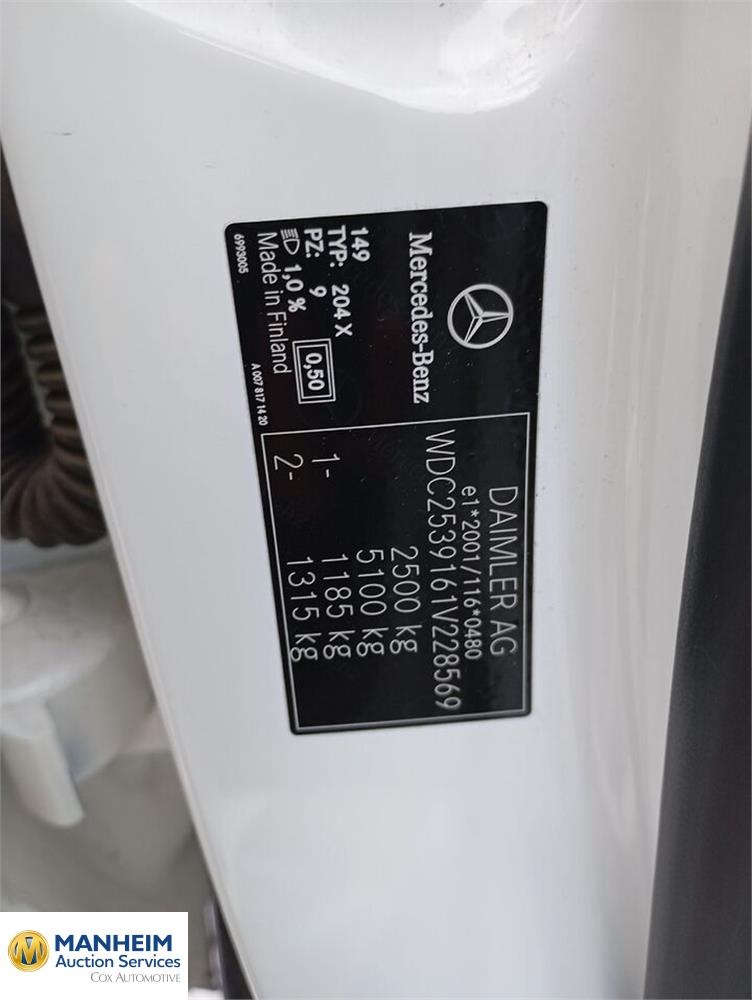 Mercedes-Benz
149
TYP: 204 X
PZ: 9
1,0 %
0,50
Made in Finland
6993005
A 007 817 14 20
DAIMLER AG
e1*2001/116*0480
WDC2539161V228569
2500 kg
5100 kg
1- 1185 kg
2- 1315 kg
MANHEIM
Auction Services
COX AUTOMOTIVE